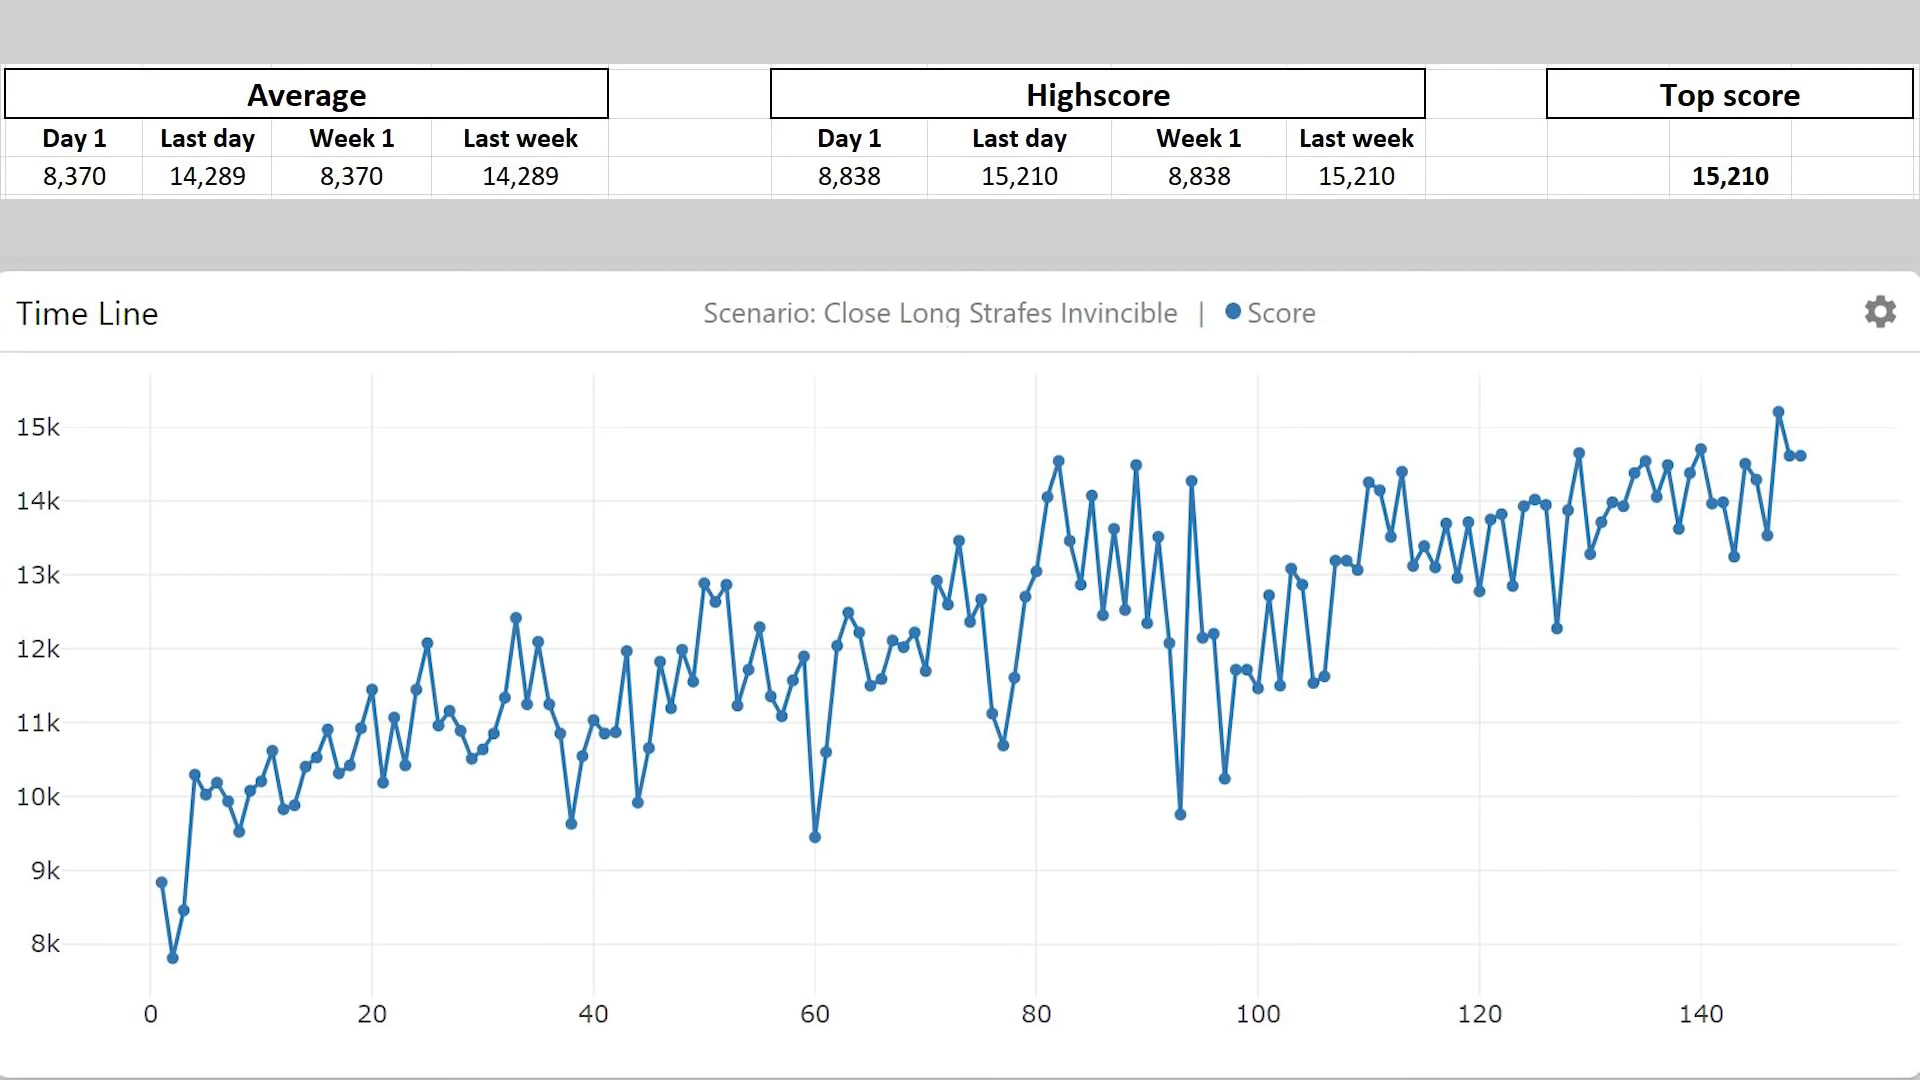 Average Highscore Top score
Day 1 Last day Week 1 Last week Day 1 Last day Week 1 Last week
8,370 14,289 8,370 14,289 8,838 15,210 8,838 15,210 15,210
Time Line Scenario: Close Long Strafes Invincible | Score
15k
14k
13k
12k
11k
10k
9k
8k
0 20 40 60 80 100 120 140